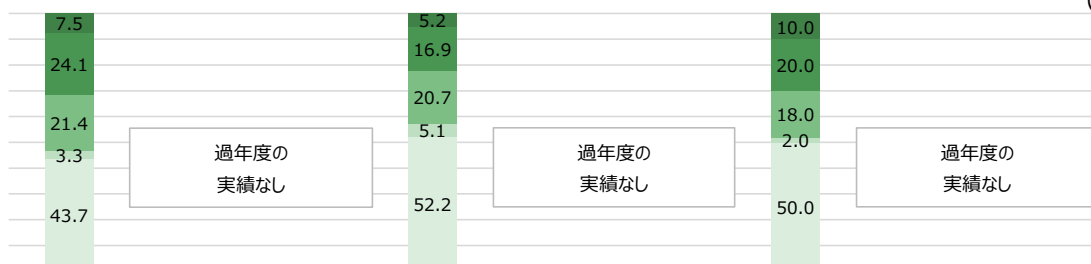 7.5
24.1
21.4
3.3
43.7
過年度の
実績なし
5.2
16.9
20.7
5.1
52.2
過年度の
実績なし
10.0
20.0
18.0
2.0
50.0
過年度の
実績なし